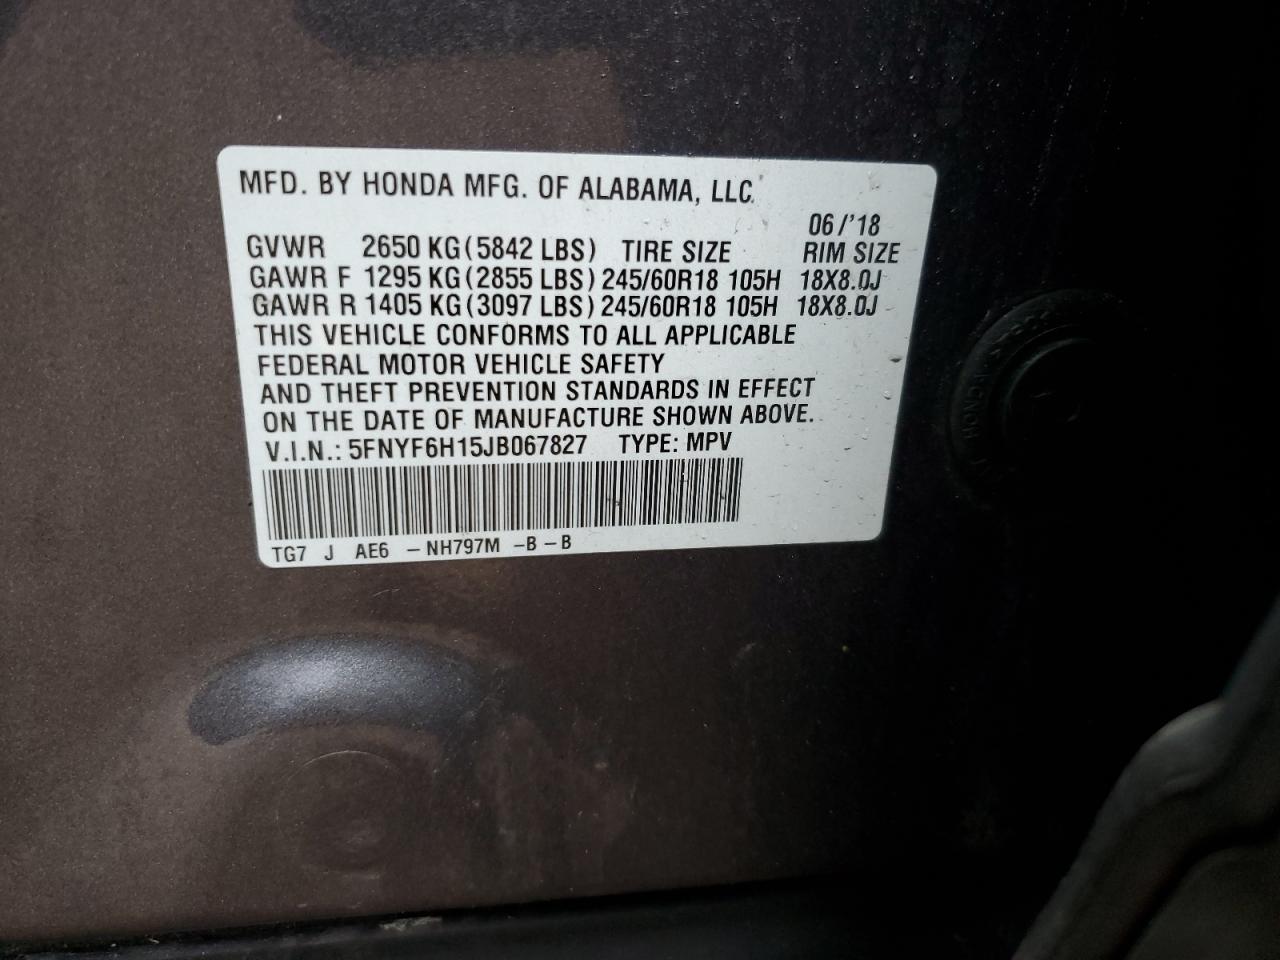 MFD. BY HONDA MFG. OF ALABAMA, LLC.
06/'18
GVWR 2650 KG(5842 LBS) TIRE SIZE RIM SIZE
GAWR F 1295 KG(2855 LBS) 245/60R18 105H 18X8.0J
GAWR R 1405 KG(3097 LBS) 245/60R18 105H 18X8.0J
THIS VEHICLE CONFORMS TO ALL APPLICABLE
FEDERAL MOTOR VEHICLE SAFETY
AND THEFT PREVENTION STANDARDS IN EFFECT
ON THE DATE OF MANUFACTURE SHOWN ABOVE.
V.I.N.: 5FNYF6H15JB067827 TYPE: MPV
TG7 J AE6 -NH797M -B-B